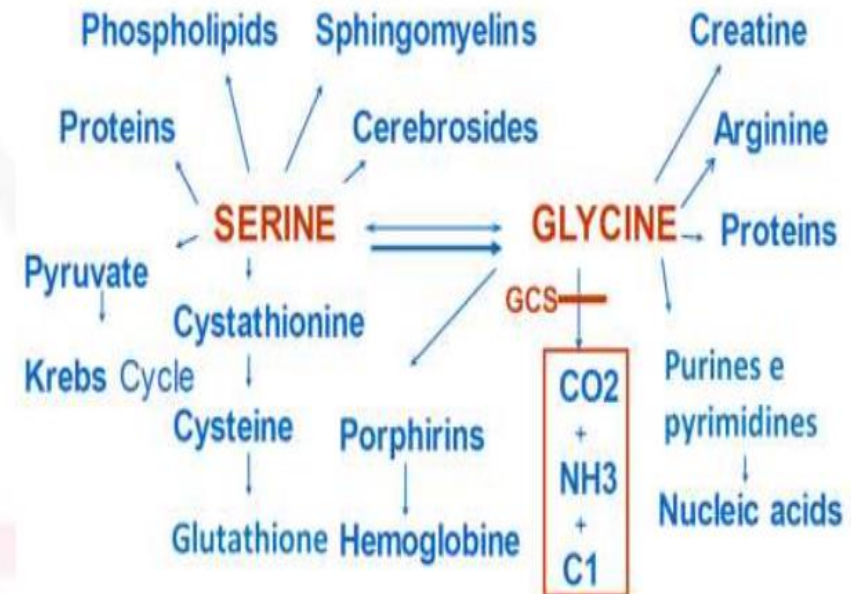 Phospholipids Sphingomyelins Creatine
Proteins Cerebrosides Arginine
SERINE GLYCINE Proteins
Pyruvate
GCS
Cystathionine
Krebs Cycle
CO2
Purines e
pyrimidines
Cysteine Porphirins
+
NH3
Nucleic acids
+
Glutathione Hemoglobine
C1